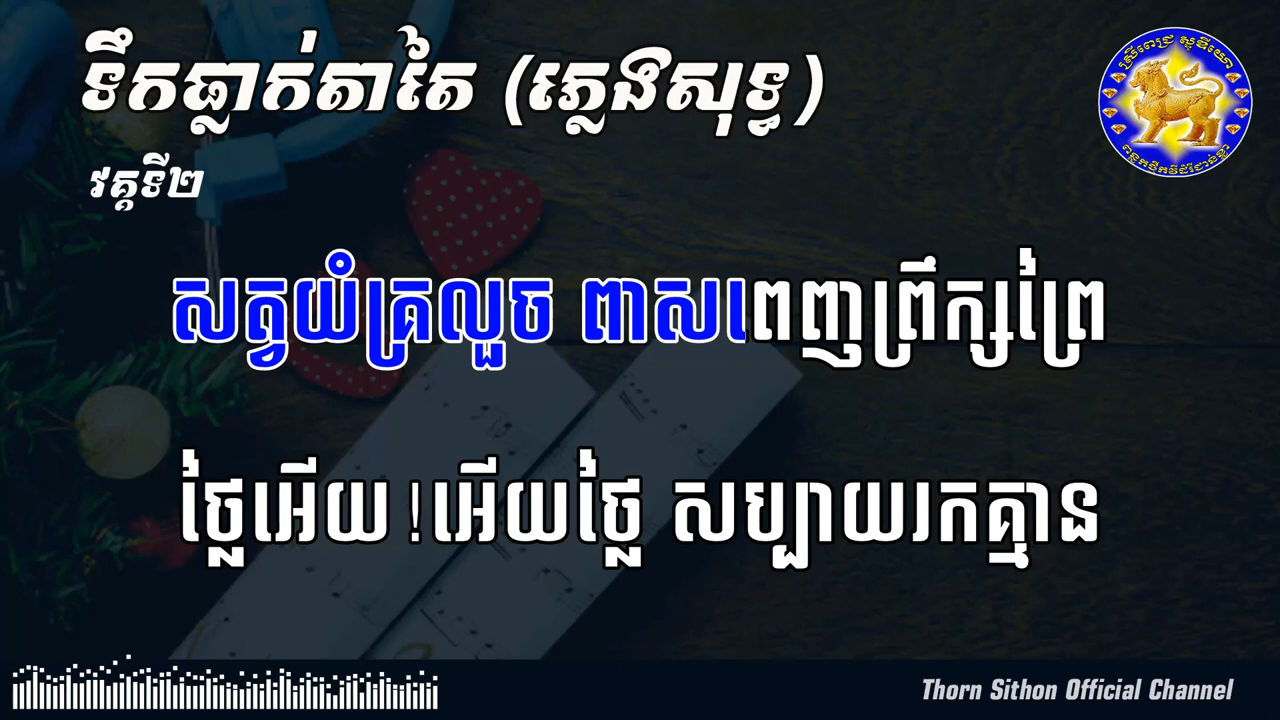 ទឹកធ្លាក់តាតៃ (ភ្លេងសុទ្ធ)
វគ្គទី២
សត្វយំគ្រលួច ពាសពេញព្រឹក្សព្រៃ
ថ្លៃអើយ!អើយថ្លៃ សប្បាយរកគ្មាន
Thorn Sithon Official Channel